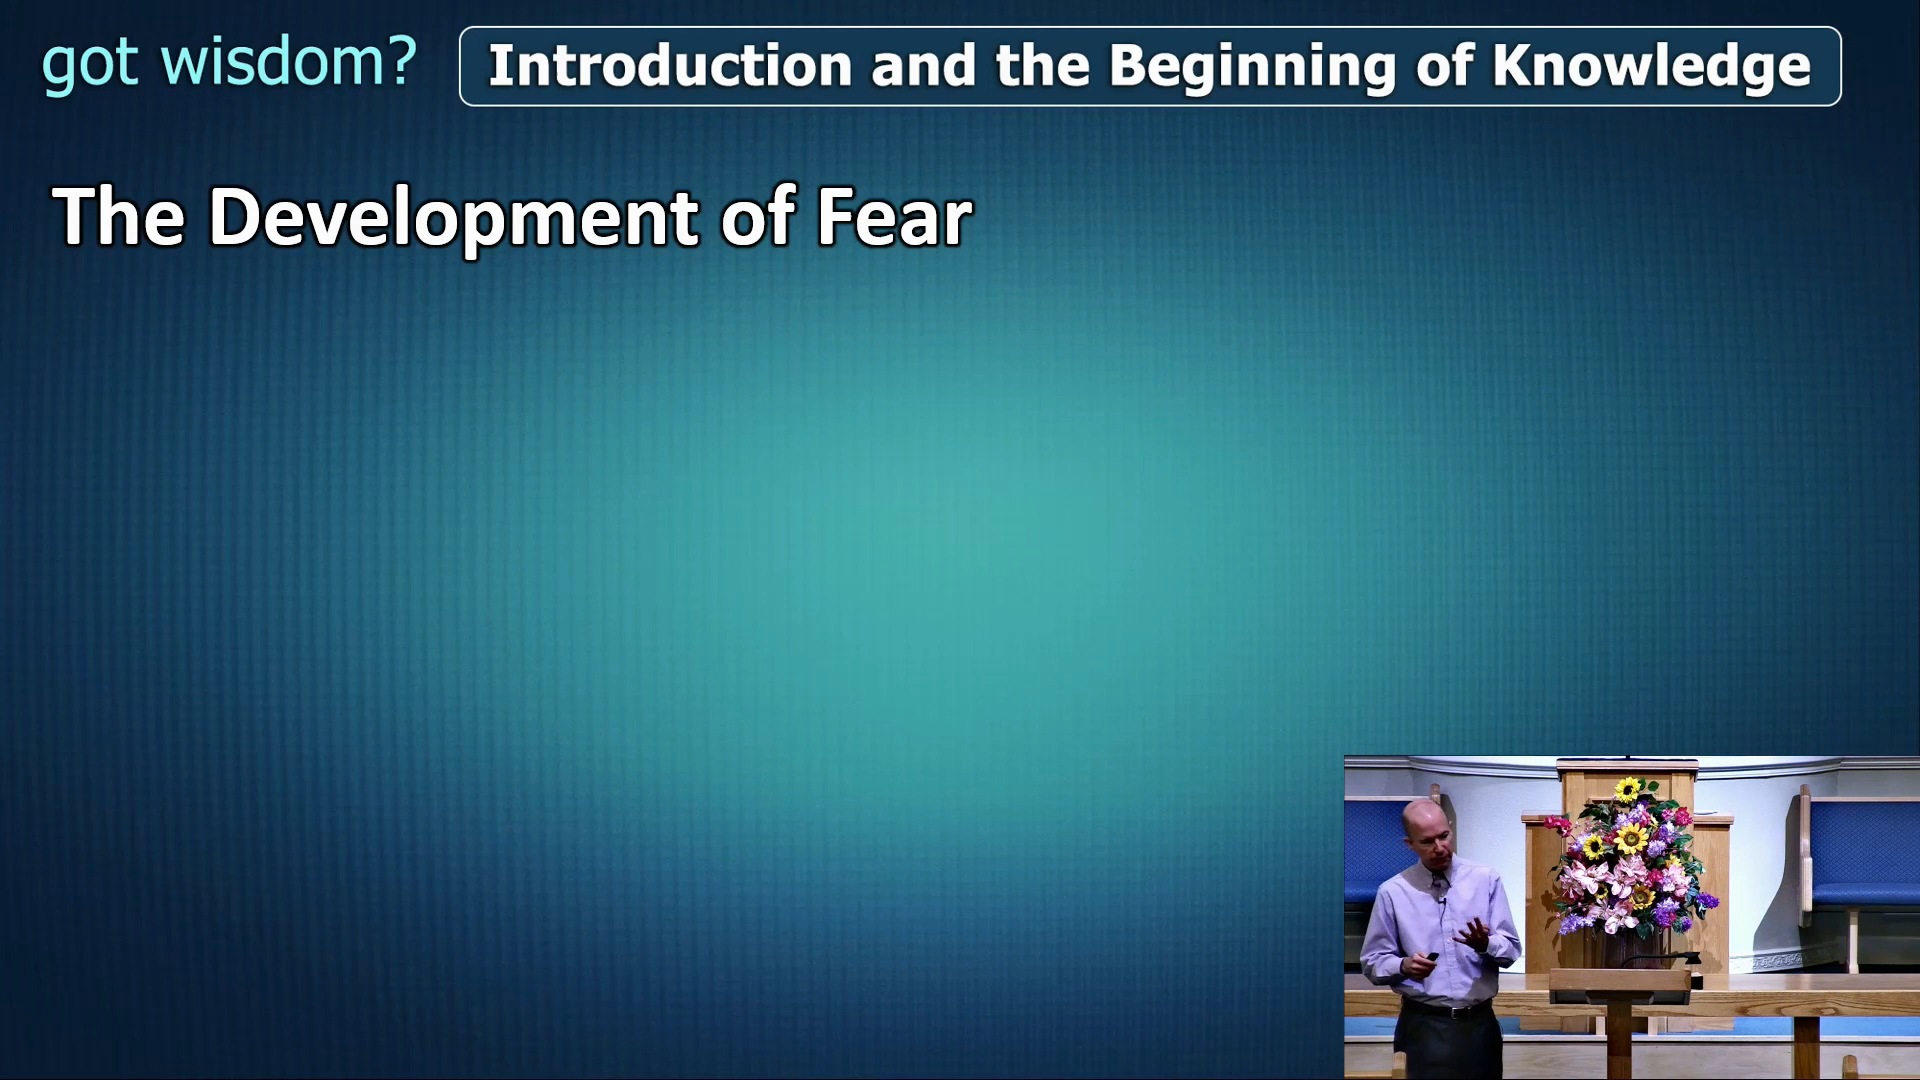 got wisdom?
Introduction and the Beginning of Knowledge
The Development of Fear